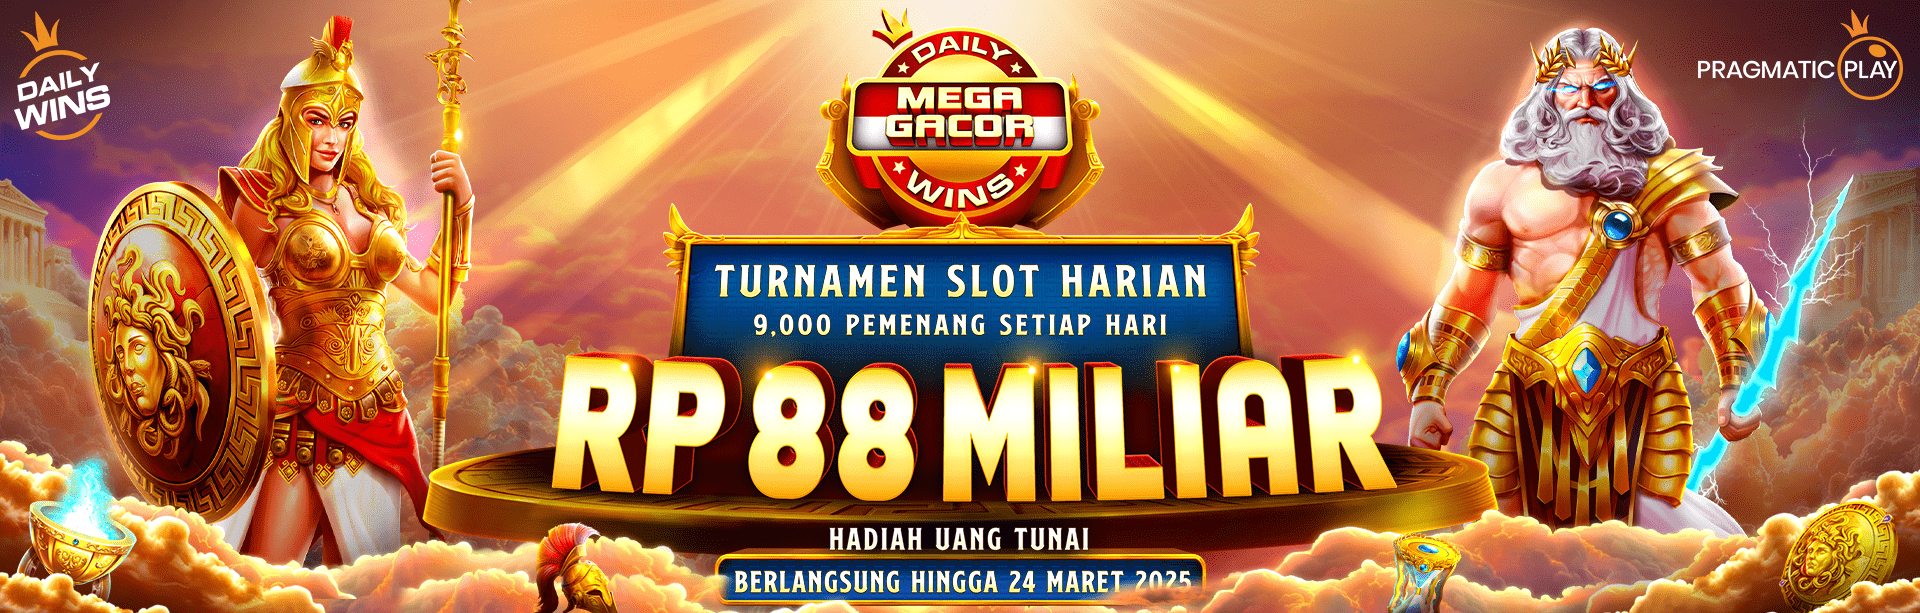 DAILY
WINS
DAILY
MEGA
GACOR
WINS
PRAGMATIC PLAY
TURNAMEN SLOT HARIAN
9,000 PEMENANG SETIAP HARI
RP 88 MILIAR
HADIAH UANG TUNAI
BERLANGSUNG HINGGA 24 MARET 2025